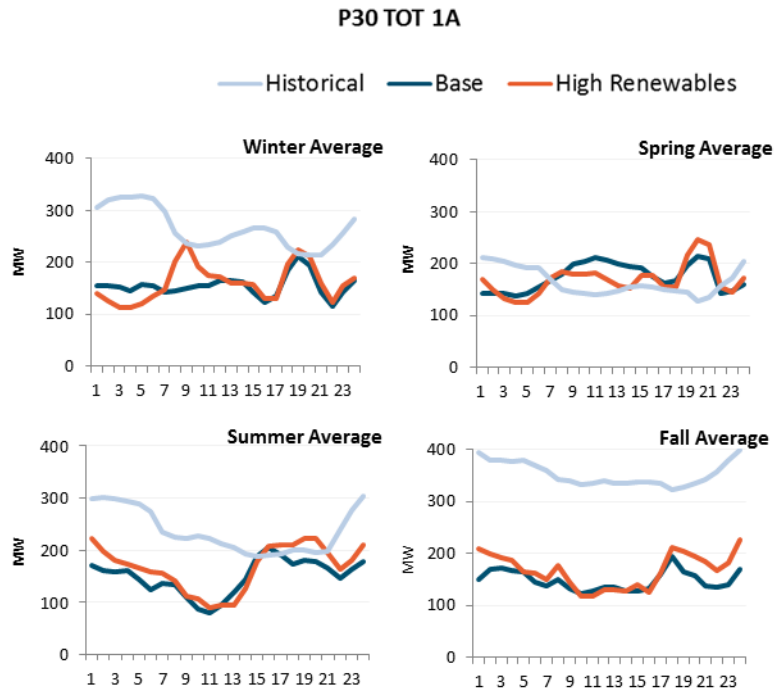 P30 TOT 1A
Historical Base High Renewables
Winter Average
400
300
200
100
0
MW
1 3 5 7 9 11 13 15 17 19 21 23
Spring Average
400
300
200
100
0
MW
1 3 5 7 9 11 13 15 17 19 21 23
Summer Average
400
300
200
100
0
MW
1 3 5 7 9 11 13 15 17 19 21 23
Fall Average
400
300
200
100
0
MW
1 3 5 7 9 11 13 15 17 19 21 23